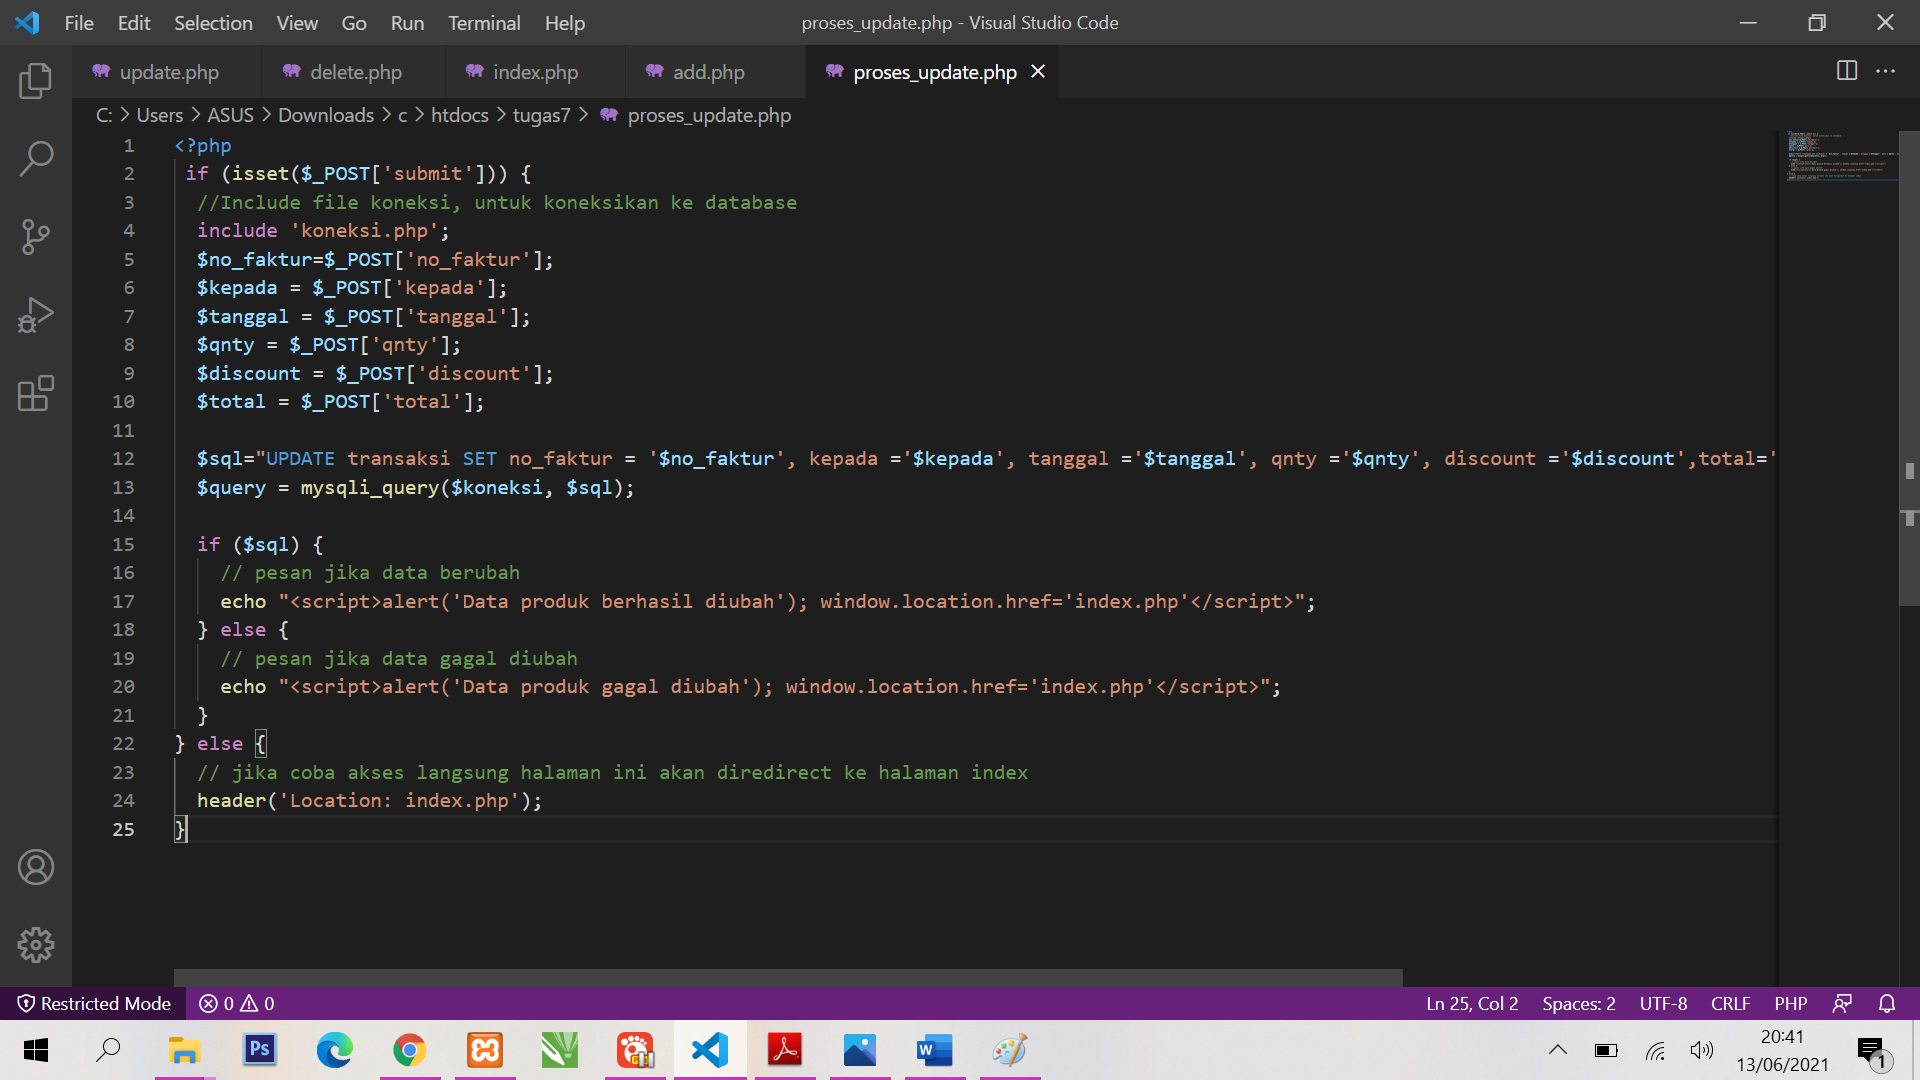 File Edit Selection View Go Run Terminal Help proses_update.php - Visual Studio Code
update.php delete.php index.php add.php proses_update.php
C: > Users > ASUS > Downloads > c > htdocs > tugas7 > proses_update.php
1 <?php
2 if (isset($_POST['submit'])) {
3 //Include file koneksi, untuk koneksikan ke database
4 include 'koneksi.php';
5 $no_faktur=$_POST['no_faktur'];
6 $kepada = $_POST['kepada'];
7 $tanggal = $_POST['tanggal'];
8 $qnty = $_POST['qnty'];
9 $discount = $_POST['discount'];
10 $total = $_POST['total'];
11
12 $sql="UPDATE transaksi SET no_faktur = '$no_faktur', kepada ='$kepada', tanggal ='$tanggal', qnty ='$qnty', discount ='$discount',total='
13 $query = mysqli_query($koneksi, $sql);
14
15 if ($sql) {
16 // pesan jika data berubah
17 echo "<script>alert('Data produk berhasil diubah'); window.location.href='index.php'</script>";
18 } else {
19 // pesan jika data gagal diubah
20 echo "<script>alert('Data produk gagal diubah'); window.location.href='index.php'</script>";
21 }
22 } else {
23 // jika coba akses langsung halaman ini akan diredirect ke halaman index
24 header('Location: index.php');
25 }
Restricted Mode 0 0 Ln 25, Col 2 Spaces: 2 UTF-8 CRLF PHP
Ps
W
20:41
13/06/2021
1